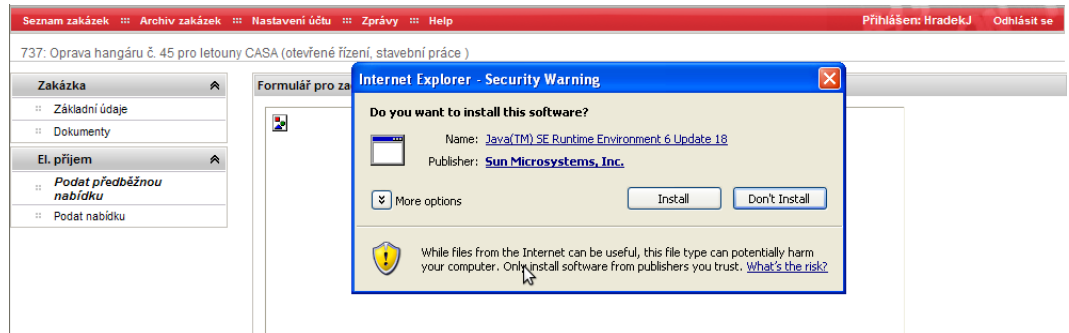 Seznam zakázek ::: Archiv zakázek ::: Nastavení účtu ::: Zprávy ::: Help Přihlášen: HradekJ Odhlásit se
737: Oprava hangáru č. 45 pro letouny CASA (otevřené řízení, stavební práce )
Zakázka
Základní údaje
Dokumenty
El. příjem
Podat předběžnou
nabídku
Podat nabídku
Formulář pro za
Internet Explorer - Security Warning
Do you want to install this software?
Name: Java(TM) SE Runtime Environment 6 Update 18
Publisher: Sun Microsystems, Inc.
More options Install Don't Install
While files from the Internet can be useful, this file type can potentially harm
your computer. Only install software from publishers you trust. What's the risk?